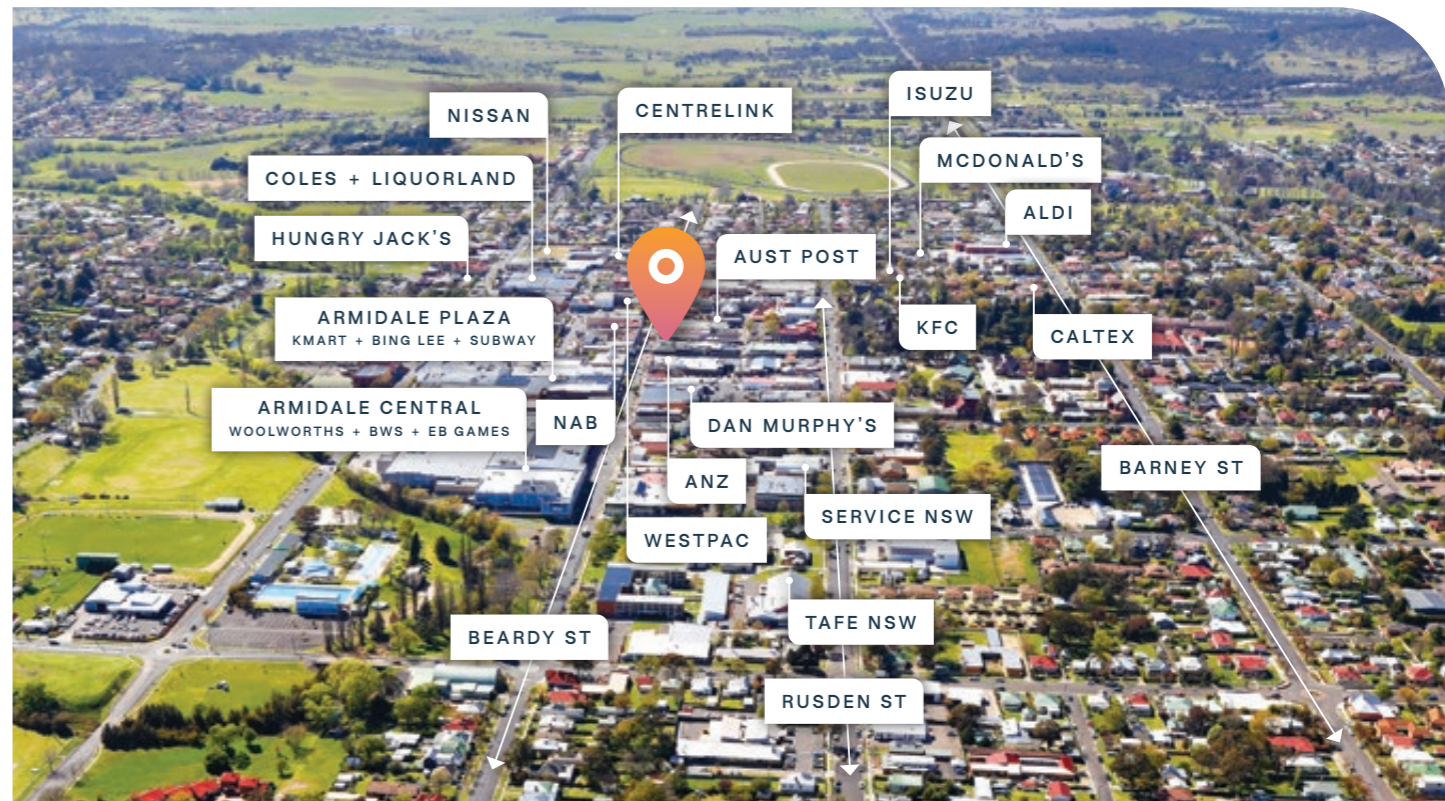 ISUZU
NISSAN
CENTRELINK
MCDONALD'S
COLES + LIQUORLAND
ALDI
HUNGRY JACK'S
AUST POST
ARMIDALE PLAZA
KMART + BING LEE + SUBWAY
KFC
CALTEX
ARMIDALE CENTRAL
WOOLWORTHS + BWS + EB GAMES
NAB
DAN MURPHY'S
BARNEY ST
ANZ
SERVICE NSW
WESTPAC
TAFE NSW
BEARDY ST
RUSDEN ST